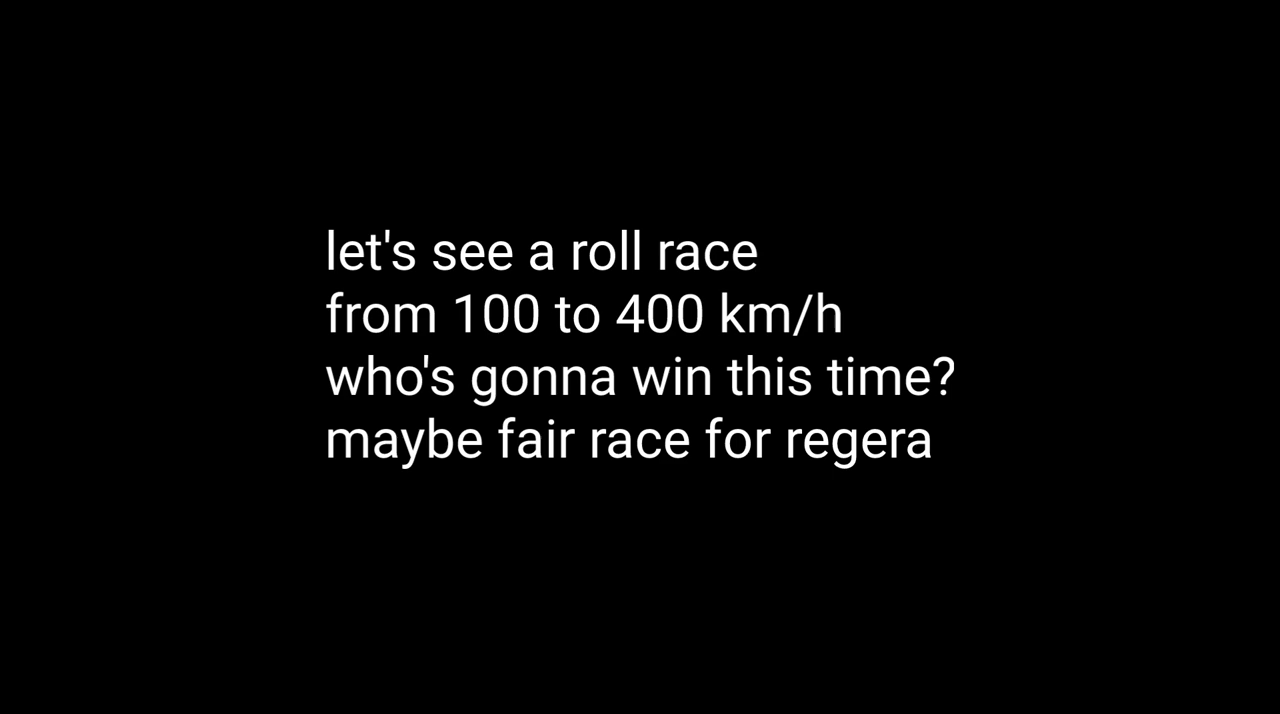 let's see a roll race
from 100 to 400 km/h
who's gonna win this time?
maybe fair race for regera